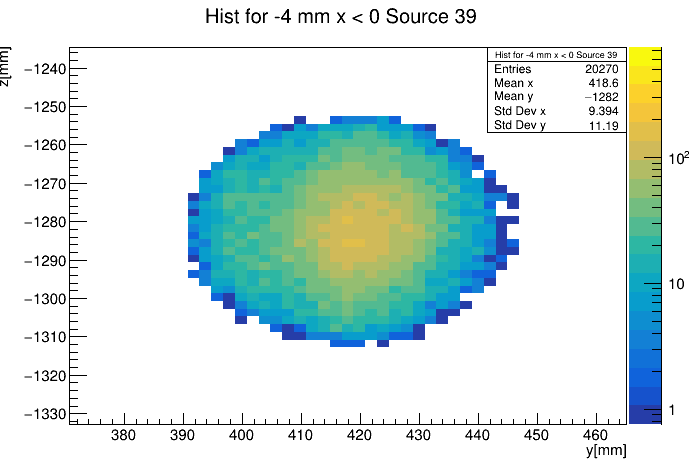 Hist for -4 mm x < 0 Source 39
z[mm]
Hist for -4 mm x < 0 Source 39
Entries 20270
Mean x 418.6
Mean y −1282
Std Dev x 9.394
Std Dev y 11.19
−1240
−1250
−1260
−1270
−1280
−1290
−1300
−1310
−1320
−1330
10²
10
1
380 390 400 410 420 430 440 450 460
y[mm]